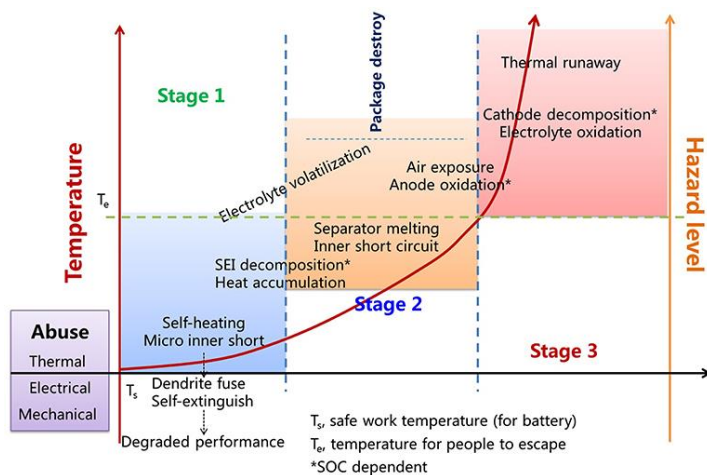 Temperature
Hazard level
Stage 1
Package destroy
Thermal runaway
Cathode decomposition*
Electrolyte oxidation
Electrolyte volatilization
Air exposure
Anode oxidation*
Te
Separator melting
Inner short circuit
SEI decomposition*
Heat accumulation
Stage 2
Self-heating
Micro inner short
Stage 3
Abuse
Thermal
Electrical
Mechanical
Ts
Dendrite fuse
Self-extinguish
Degraded performance
Ts, safe work temperature (for battery)
Te, temperature for people to escape
*SOC dependent